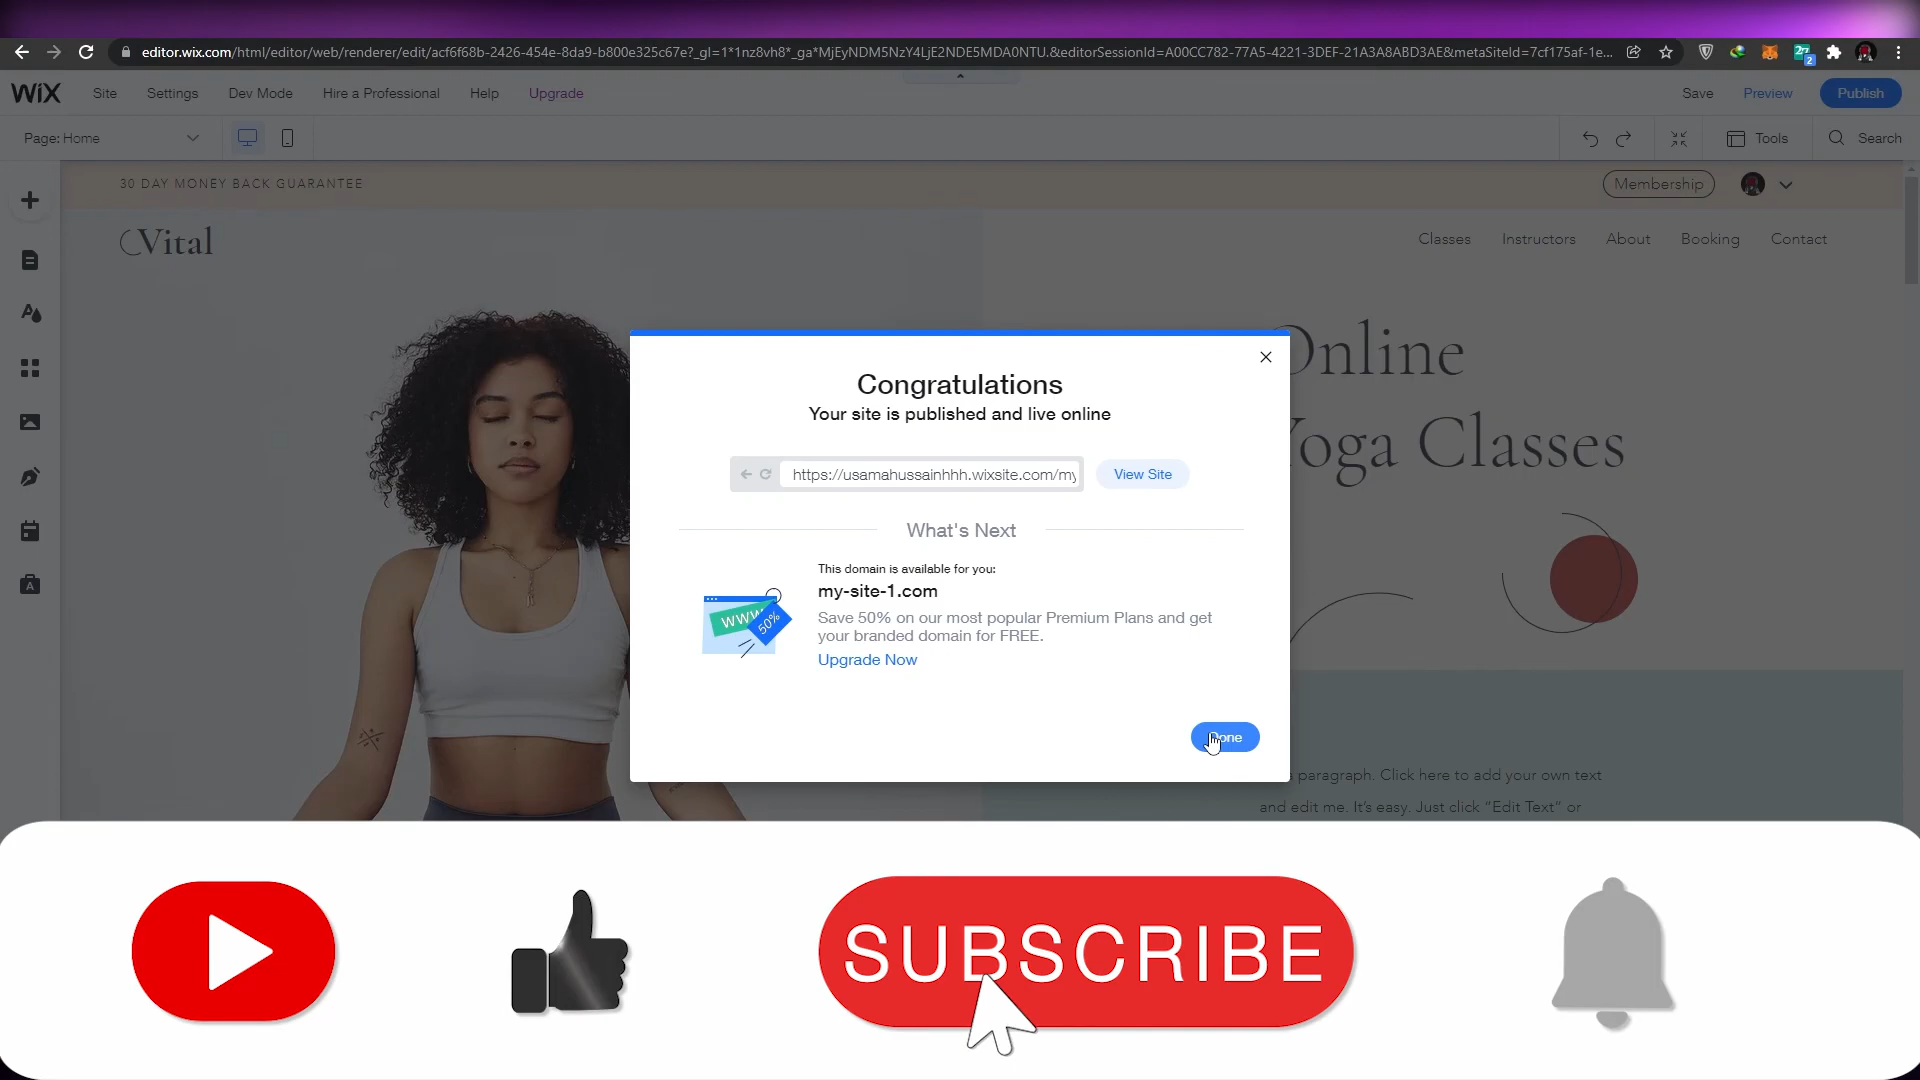 editor.wix.com/html/editor/web/renderer/edit/acf6f68b-2426-454e-8da9-b800e325c67e?_gl=1*1nz8vh8*_ga*MjEyNDM5NzY4LjE2NDE5MDA0NTU.&editorSessionId=A00CC782-77A5-4221-3DEF-21A3A8ABD3AE&metaSiteId=7cf175af-1e...
2
WiX Site Settings Dev Mode Hire a Professional Help Upgrade Save Preview Publish
Page: Home Tools Search
30 DAY MONEY BACK GUARANTEE Membership
Vital Classes Instructors About Booking Contact
Online
Yoga Classes
Congratulations
Your site is published and live online
https://usamahussainhhh.wixsite.com/my View Site
What's Next
This domain is available for you:
my-site-1.com
WWW 50%
Save 50% on our most popular Premium Plans and get
your branded domain for FREE.
Upgrade Now
Done
paragraph. Click here to add your own text
and edit me. It's easy. Just click "Edit Text" or
A
SUBSCRIBE